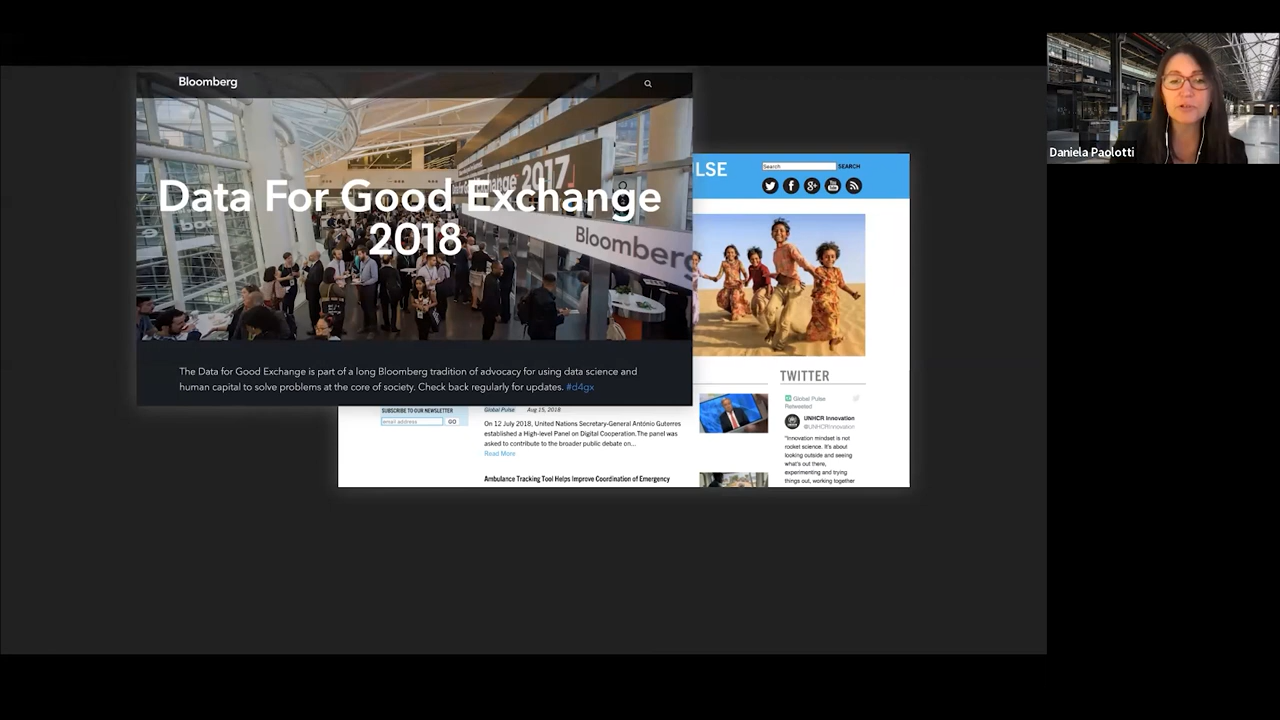 Bloomberg
2017
Data For Good Exchange
2018
Bloomberg
The Data for Good Exchange is part of a long Bloomberg tradition of advocacy for using data science and
human capital to solve problems at the core of society. Check back regularly for updates. #d4gx
LSE
Search
SEARCH
TWITTER
Global Pulse
Retweeted
UNHCR Innovation
@UNHCRInnovation
"Innovation mindset is not
rocket science. It's about
looking outside and seeing
what's out there,
experimenting and trying
things out, working together
SUBSCRIBE TO OUR NEWSLETTER
email address
GO
Global Pulse Aug 15, 2018
On 12 July 2018, United Nations Secretary-General António Guterres
established a High-level Panel on Digital Cooperation.The panel was
asked to contribute to the broader public debate on...
Read More
Ambulance Tracking Tool Helps Improve Coordination of Emergency
Daniela Paolotti